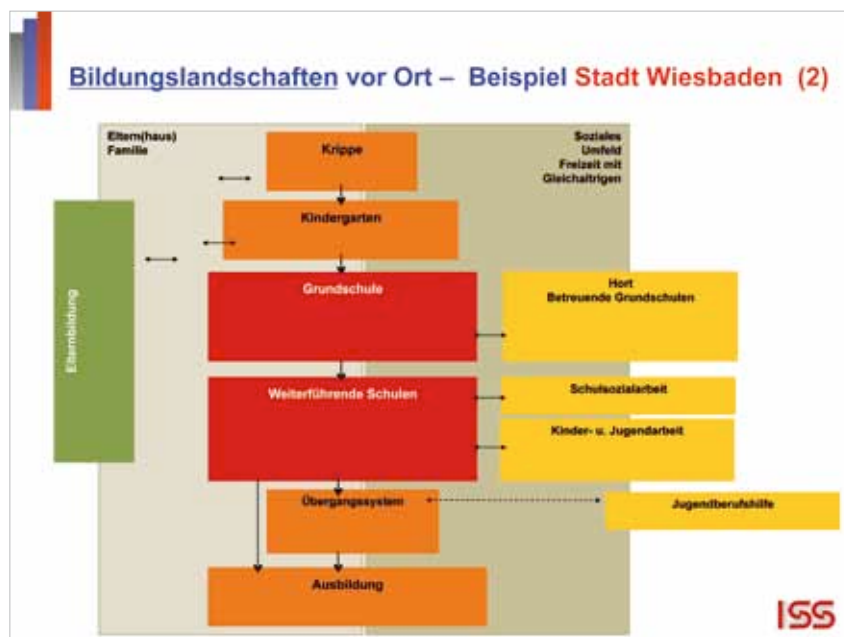 Bildungslandschaften vor Ort – Beispiel Stadt Wiesbaden (2)
Eltern(haus)
Familie
Krippe
Soziales
Umfeld
Freizeit mit
Gleichaltrigen
Kindergarten
Elternbildung
Grundschule
Hort
Betreuende Grundschulen
Weiterführende Schulen
Schulsozialarbeit
Kinder- u. Jugendarbeit
Übergangssystem
Jugendberufshilfe
Ausbildung
ISS